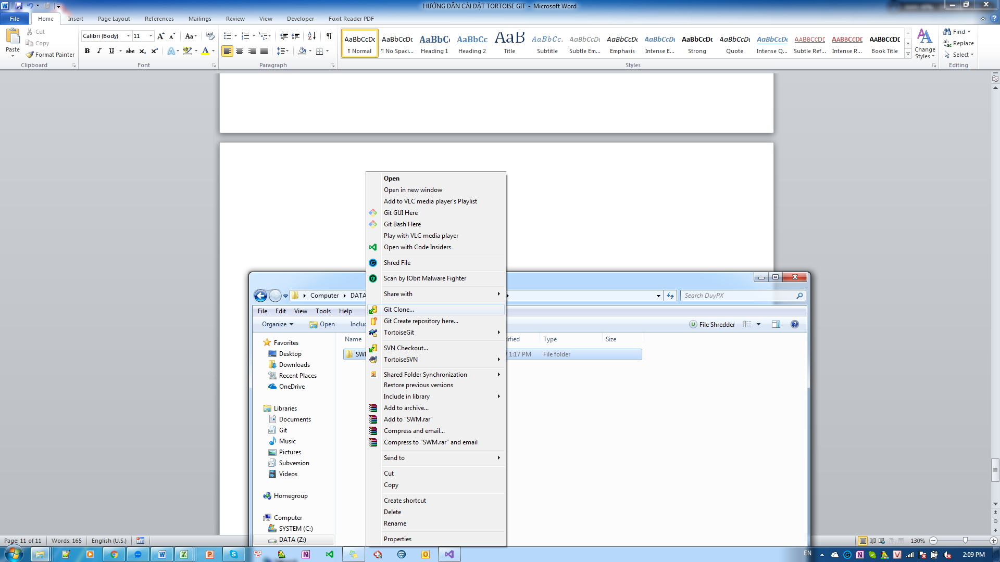 HƯỚNG DẪN CÀI ĐẶT TORTOISE GIT - Microsoft Word
File Home Insert Page Layout References Mailings Review View Developer Foxit Reader PDF
Paste
Cut
Copy
Format Painter
Clipboard
Calibri (Body) 11
Font
Paragraph
AaBbCcDc AaBbCcDc AaBbC AaBbCc AaB AaBbCc. AaBbCcDc AaBbCcDc AaBbCcDc AaBbCcDc AaBbCcDc AaBbCcDc AABBCCDE AABBCCDE AABBCCDE
¶ Normal ¶ No Spaci... Heading 1 Heading 2 Title Subtitle Subtle Em... Emphasis Intense E... Strong Quote Intense Q... Subtle Ref... Intense R... Book Title
Styles
Change Styles
Find
Replace
Select
Editing
Open
Open in new window
Add to VLC media player's Playlist
Git GUI Here
Git Bash Here
Play with VLC media player
Open with Code Insiders
Shred File
Scan by IObit Malware Fighter
Share with
Git Clone...
Git Create repository here...
TortoiseGit
SVN Checkout...
TortoiseSVN
Shared Folder Synchronization
Restore previous versions
Include in library
Add to archive...
Add to "SWM.rar"
Compress and email...
Compress to "SWM.rar" and email
Send to
Cut
Copy
Create shortcut
Delete
Rename
Properties
Computer DATA
Search DuyPX
File Edit View Tools Help
Organize Open Inclu File Shredder
Name dified Type Size
SW 1:17 PM File folder
Favorites
Desktop
Downloads
Recent Places
OneDrive
Libraries
Documents
Git
Music
Pictures
Subversion
Videos
Homegroup
Computer
SYSTEM (C:)
DATA (Z:)
Page: 11 of 11 Words: 165 English (U.S.) 130%
EN 2:09 PM